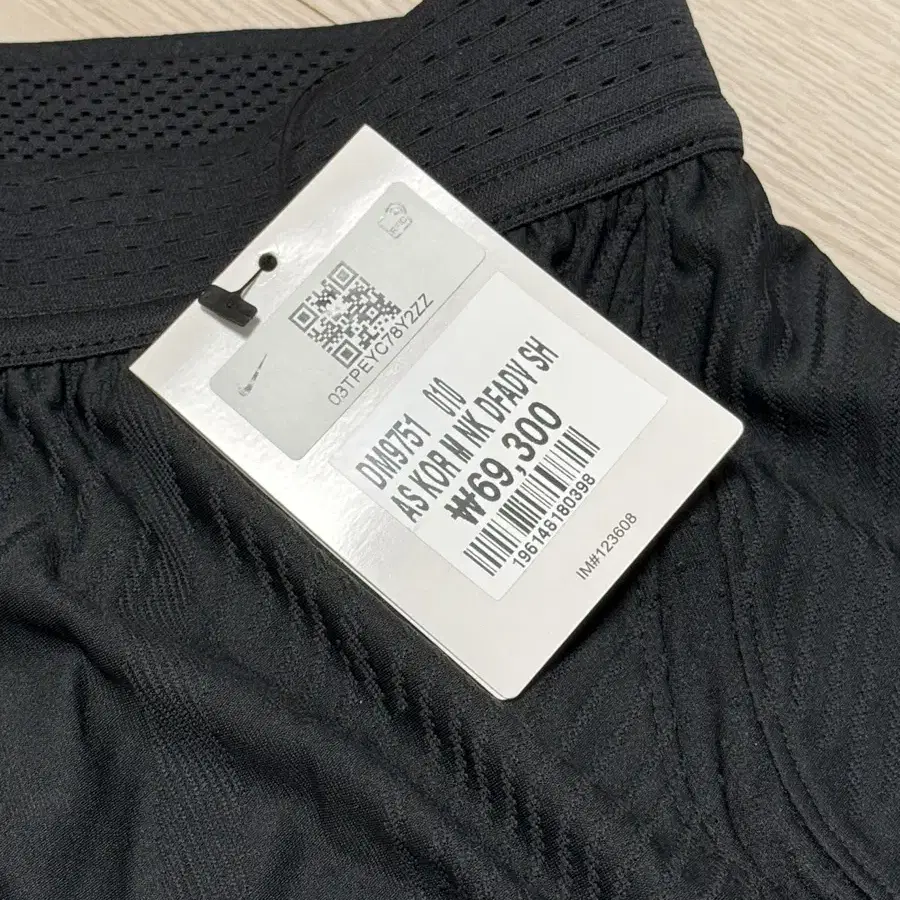 03TPEYC78Y2ZZ
DM9751 010
AS KOR M NK DFADV SH
₩69,300
196148180398
IM#123608